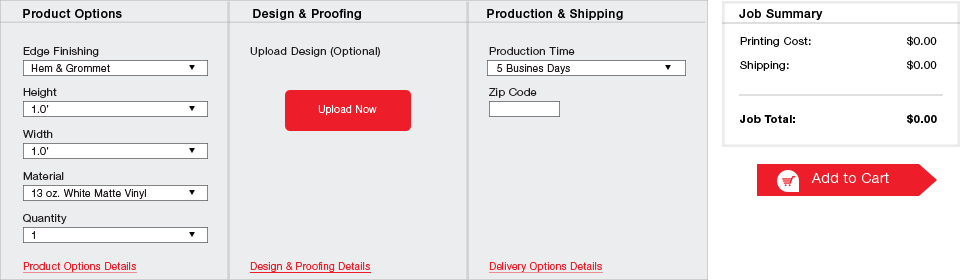 Product Options
Edge Finishing
Hem & Grommet
Height
1.0'
Width
1.0'
Material
13 oz. White Matte Vinyl
Quantity
1
Product Options Details
Design & Proofing
Upload Design (Optional)
Upload Now
Design & Proofing Details
Production & Shipping
Production Time
5 Busines Days
Zip Code
Delivery Options Details
Job Summary
Printing Cost: $0.00
Shipping: $0.00
Job Total: $0.00
Add to Cart